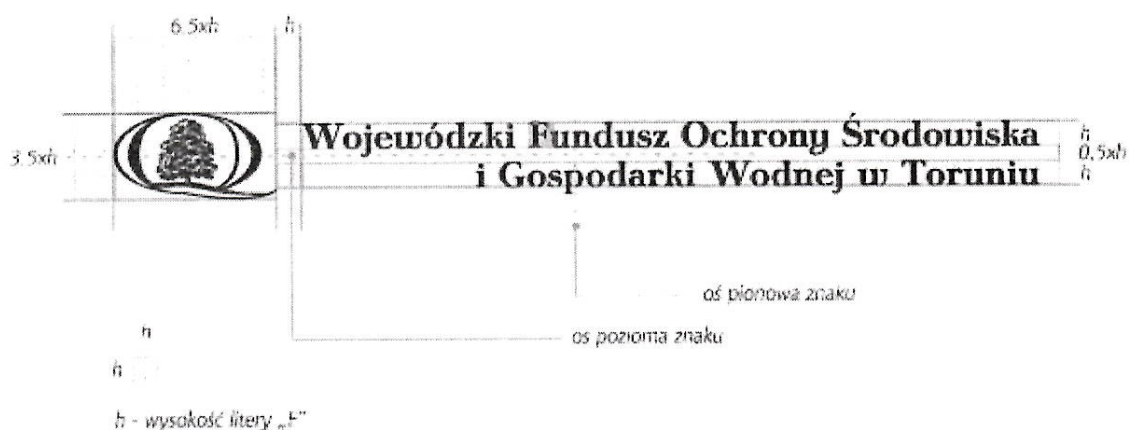 6.5xh h
Wojewódzki Fundusz Ochrony Środowiska
i Gospodarki Wodnej w Toruniu
3.5xh
h
0,5xh
h
oś pionowa znaku
os pozioma znaku
h
h
h - wysokość litery „F"